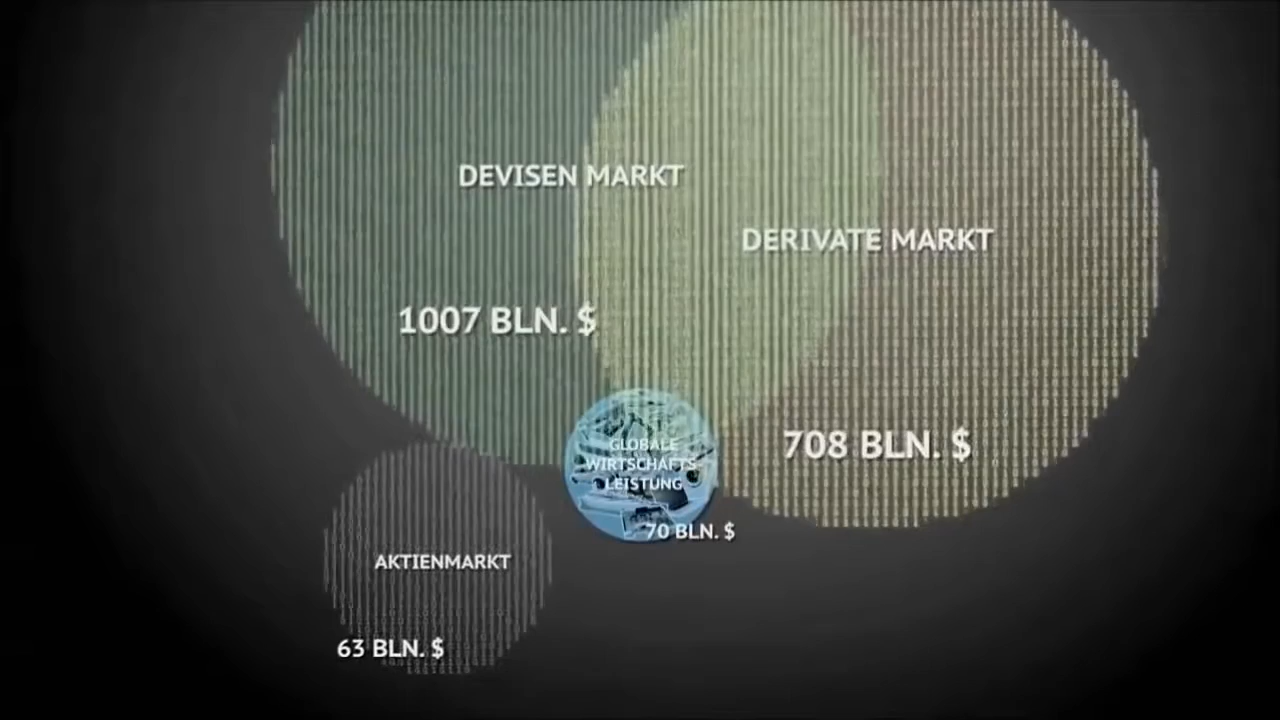 DEVISEN MARKT
DERIVATE MARKT
1007 BLN. $
708 BLN. $
GLOBALE
WIRTSCHAFTS-
LEISTUNG
70 BLN. $
AKTIENMARKT
63 BLN. $